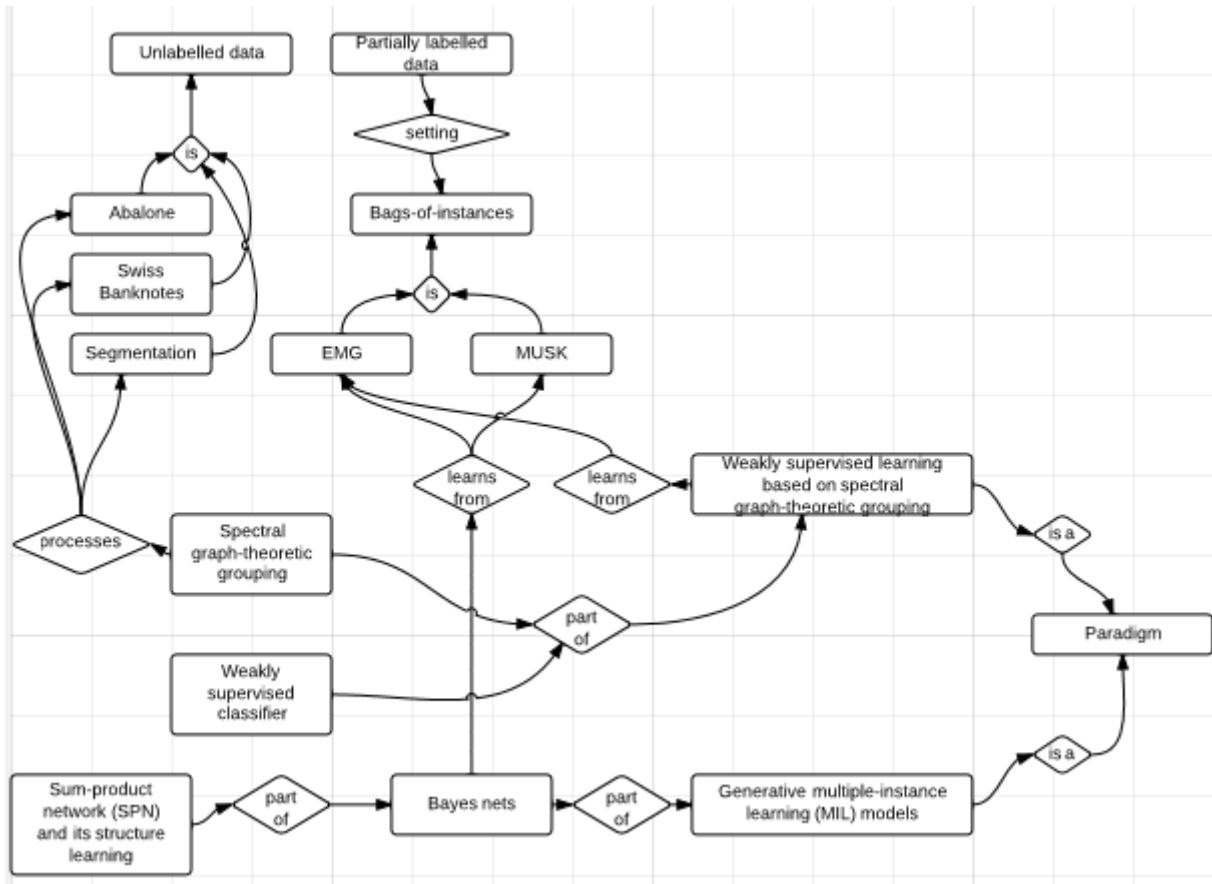 Unlabelled data
Partially labelled
data
is
setting
Abalone
Bags-of-instances
Swiss
Banknotes
is
Segmentation
EMG
MUSK
learns
from
learns
from
Weakly supervised learning
based on spectral
graph-theoretic grouping
processes
Spectral
graph-theoretic
grouping
is a
part
of
Paradigm
Weakly
supervised
classifier
is a
Sum-product
network (SPN)
and its structure
learning
part
of
Bayes nets
part
of
Generative multiple-instance
learning (MIL) models